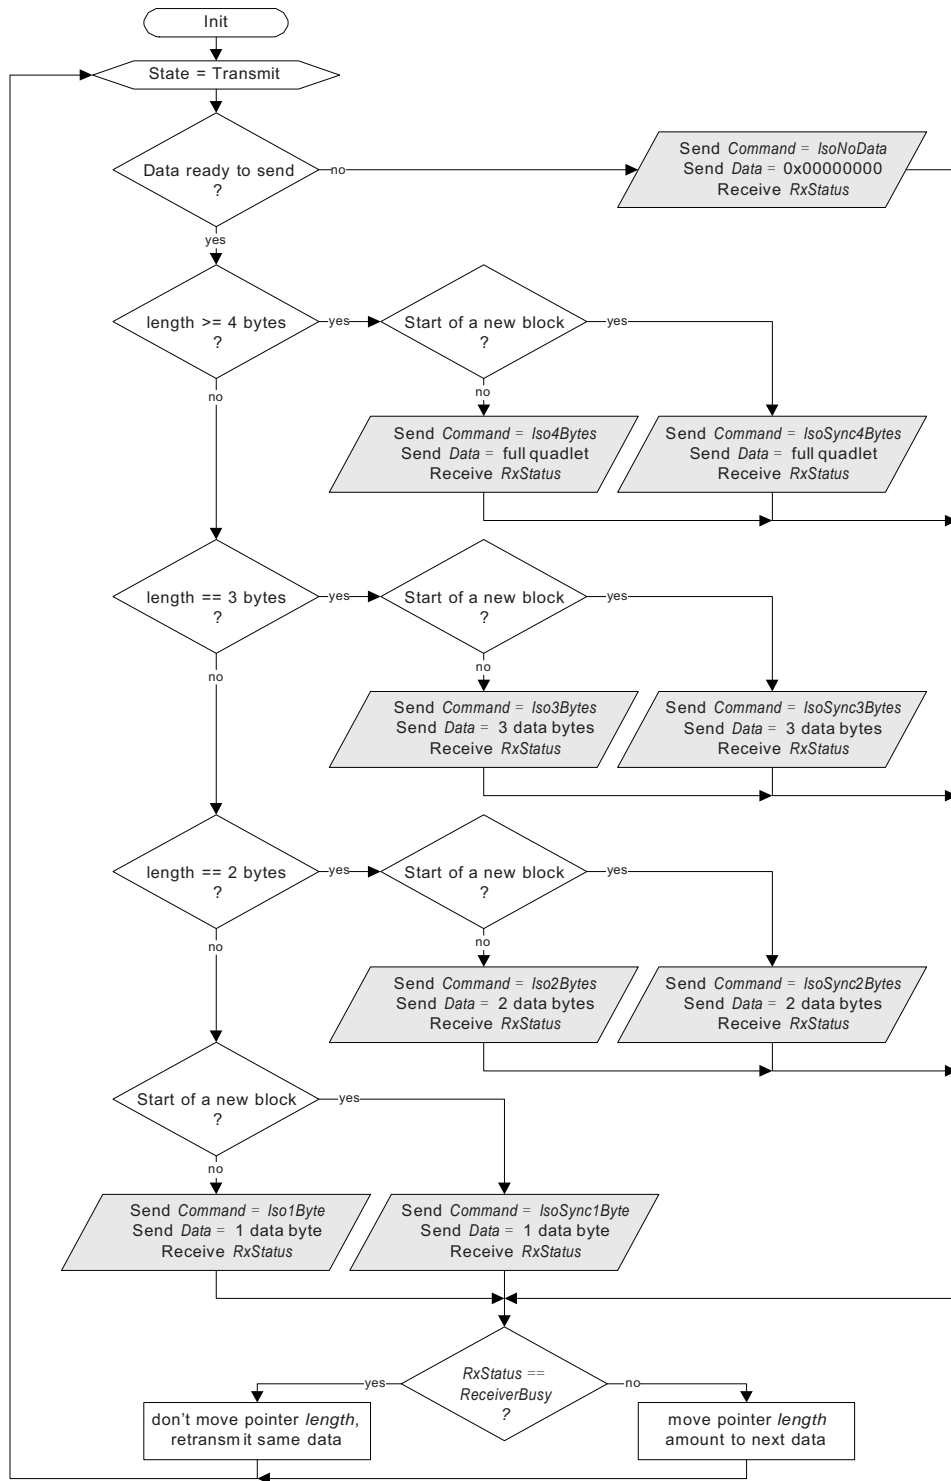 Init
State = Transmit
Data ready to send
?
no
Send Command = IsoNoData
Send Data = 0x00000000
Receive RxStatus
yes
length >= 4 bytes
?
yes
Start of a new block
?
yes
no
no
Send Command = Iso4Bytes
Send Data = full quadlet
Receive RxStatus
Send Command = IsoSync4Bytes
Send Data = full quadlet
Receive RxStatus
length == 3 bytes
?
yes
Start of a new block
?
yes
no
no
Send Command = Iso3Bytes
Send Data = 3 data bytes
Receive RxStatus
Send Command = IsoSync3Bytes
Send Data = 3 data bytes
Receive RxStatus
length == 2 bytes
?
yes
Start of a new block
?
yes
no
no
Send Command = Iso2Bytes
Send Data = 2 data bytes
Receive RxStatus
Send Command = IsoSync2Bytes
Send Data = 2 data bytes
Receive RxStatus
Start of a new block
?
yes
no
Send Command = Iso1Byte
Send Data = 1 data byte
Receive RxStatus
Send Command = IsoSync1Byte
Send Data = 1 data byte
Receive RxStatus
RxStatus ==
ReceiverBusy
?
yes
no
don't move pointer length,
retransmit same data
move pointer length
amount to next data